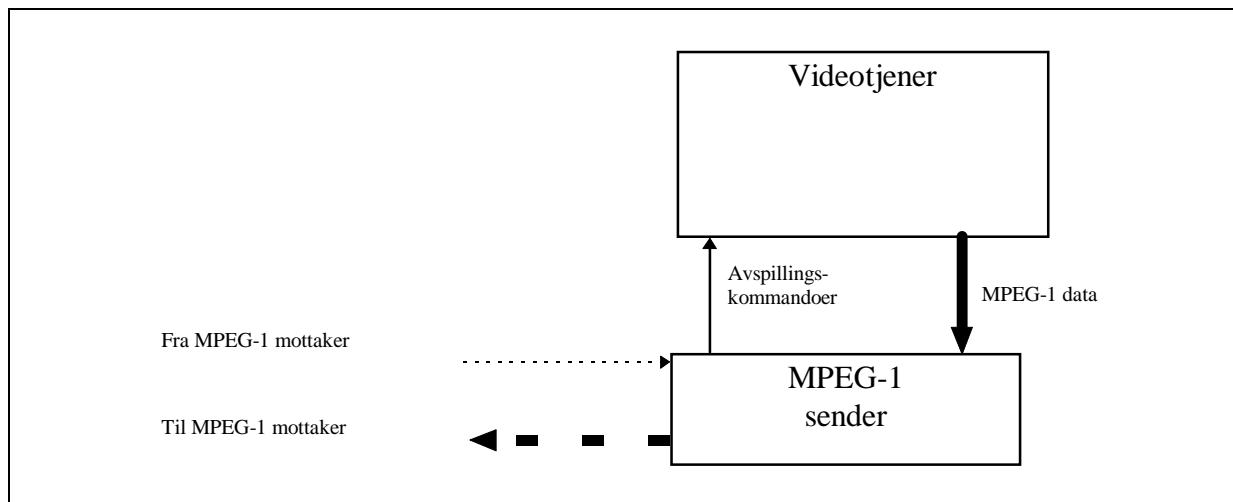 Videotjener
Avspillings-
kommandoer
MPEG-1 data
Fra MPEG-1 mottaker
MPEG-1
sender
Til MPEG-1 mottaker